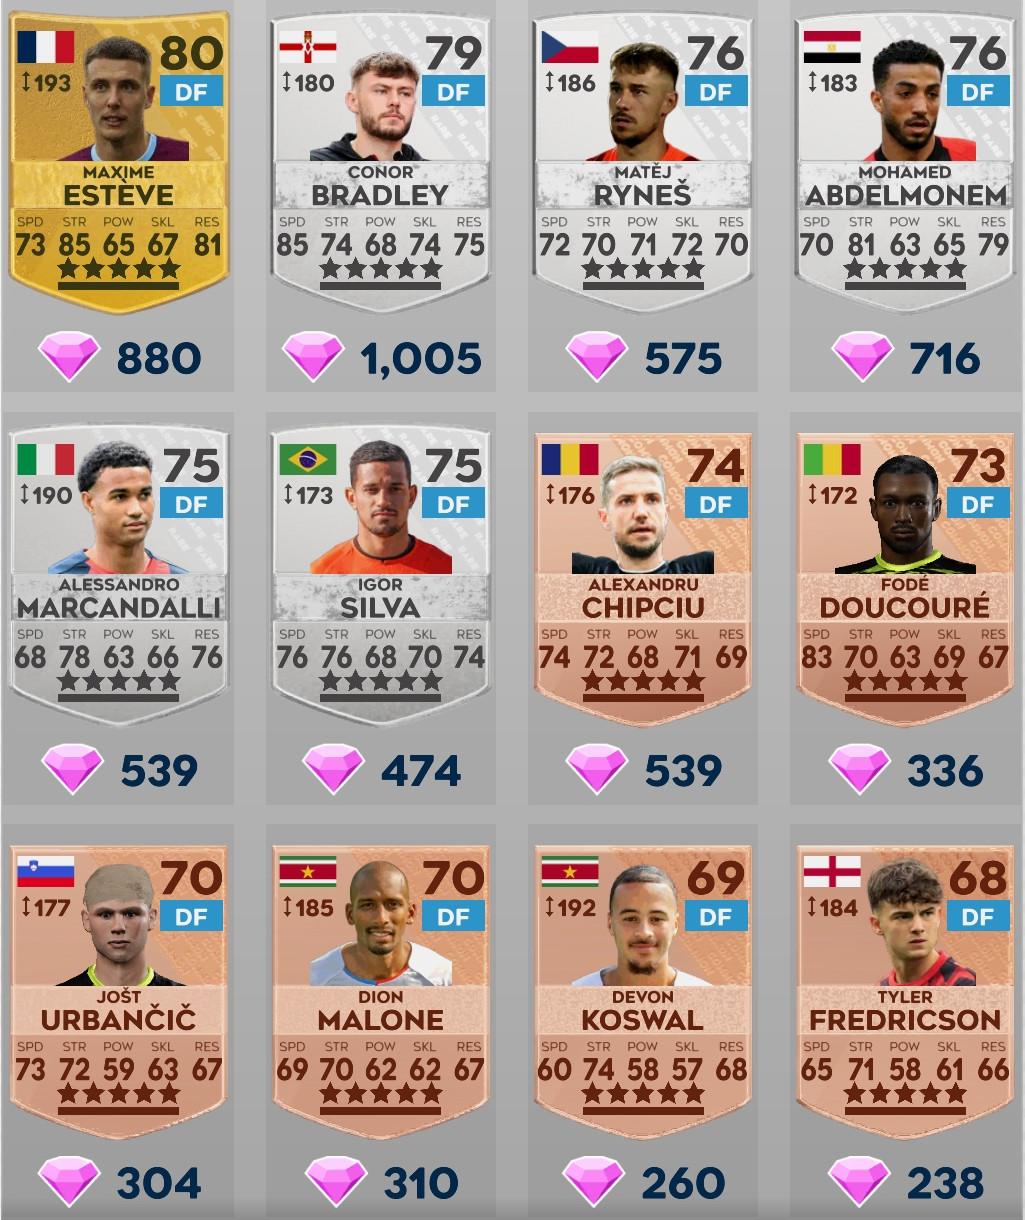 80
↕193
DF
MAXIME
ESTÈVE
SPD STR POW SKL RES
73 85 65 67 81
880
79
↕180
DF
CONOR
BRADLEY
SPD STR POW SKL RES
85 74 68 74 75
1,005
76
↕186
DF
MATĚJ
RYNEŠ
SPD STR POW SKL RES
72 70 71 72 70
575
76
↕183
DF
MOHAMED
ABDELMONEM
SPD STR POW SKL RES
70 81 63 65 79
716
75
↕190
DF
ALESSANDRO
MARCANDALLI
SPD STR POW SKL RES
68 78 63 66 76
539
75
↕173
DF
IGOR
SILVA
SPD STR POW SKL RES
76 76 68 70 74
474
74
↕176
DF
ALEXANDRU
CHIPCIU
SPD STR POW SKL RES
74 72 68 71 69
539
73
↕172
DF
FODÉ
DOUCOURÉ
SPD STR POW SKL RES
83 70 63 69 67
336
70
↕177
DF
JOŠT
URBANČIČ
SPD STR POW SKL RES
73 72 59 63 67
304
70
↕185
DF
DION
MALONE
SPD STR POW SKL RES
69 70 62 62 67
310
69
↕192
DF
DEVON
KOSWAL
SPD STR POW SKL RES
60 74 58 57 68
260
68
↕184
DF
TYLER
FREDRICSON
SPD STR POW SKL RES
65 71 58 61 66
238